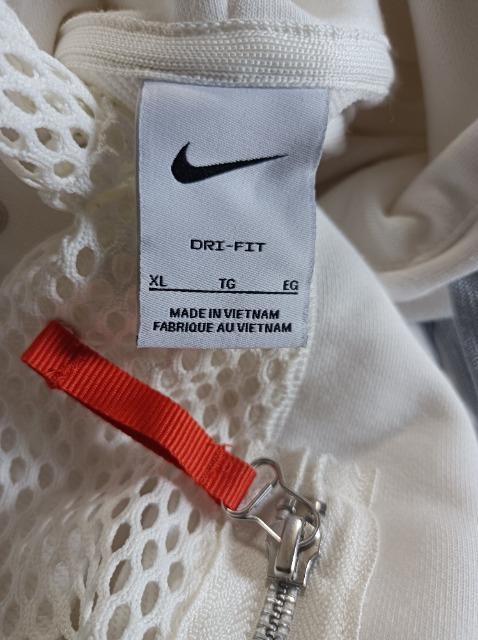 DRI-FIT
XL TG EG
MADE IN VIETNAM
FABRIQUE AU VIETNAM